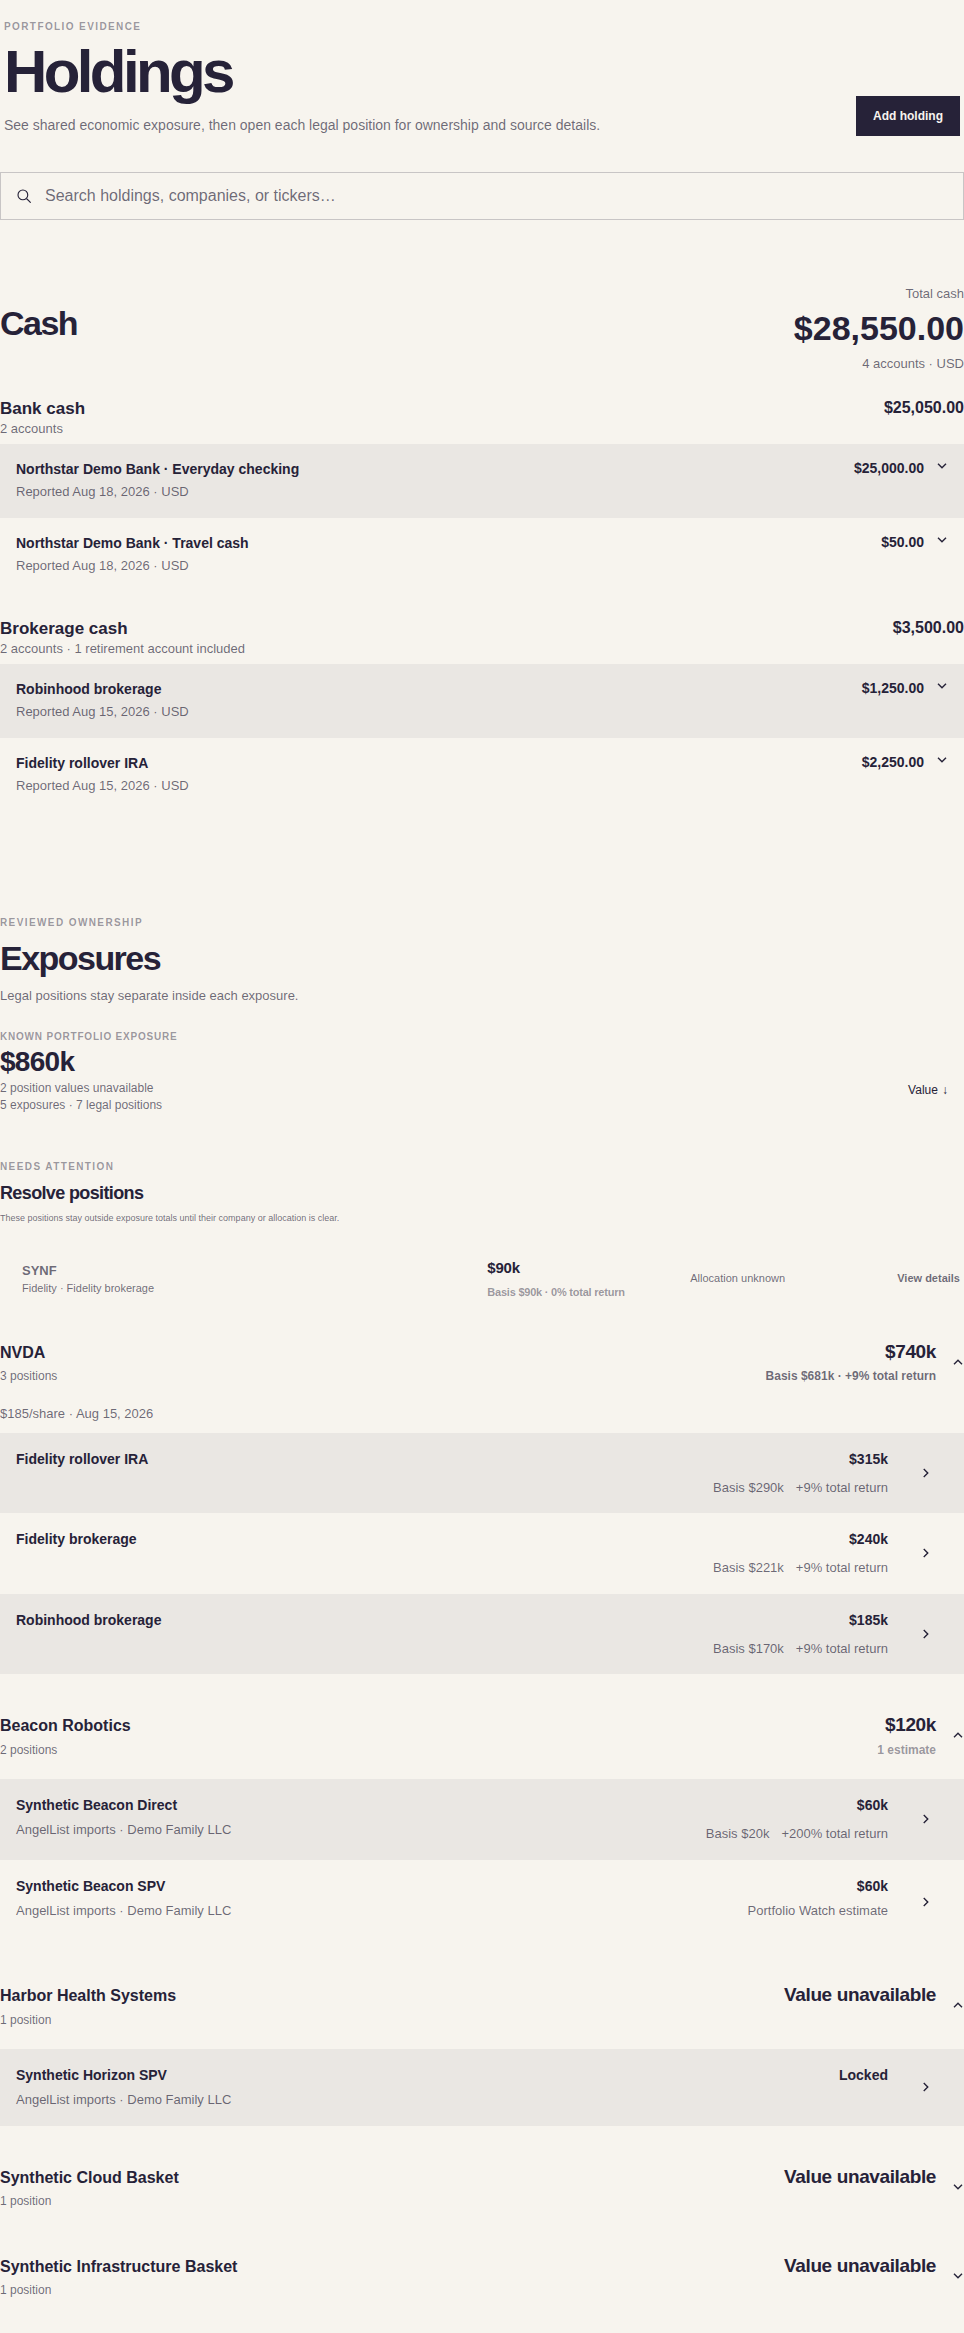 PORTFOLIO EVIDENCE
Holdings
See shared economic exposure, then open each legal position for ownership and source details.
Add holding
Search holdings, companies, or tickers…
Total cash
Cash
$28,550.00
4 accounts · USD
Bank cash
$25,050.00
2 accounts
Northstar Demo Bank · Everyday checking
$25,000.00
Reported Aug 18, 2026 · USD
Northstar Demo Bank · Travel cash
$50.00
Reported Aug 18, 2026 · USD
Brokerage cash
$3,500.00
2 accounts · 1 retirement account included
Robinhood brokerage
$1,250.00
Reported Aug 15, 2026 · USD
Fidelity rollover IRA
$2,250.00
Reported Aug 15, 2026 · USD
REVIEWED OWNERSHIP
Exposures
Legal positions stay separate inside each exposure.
KNOWN PORTFOLIO EXPOSURE
$860k
2 position values unavailable
5 exposures · 7 legal positions
Value ↓
NEEDS ATTENTION
Resolve positions
These positions stay outside exposure totals until their company or allocation is clear.
SYNF
Fidelity · Fidelity brokerage
$90k
Basis $90k · 0% total return
Allocation unknown
View details
NVDA
$740k
3 positions
Basis $681k · +9% total return
$185/share · Aug 15, 2026
Fidelity rollover IRA
$315k
Basis $290k +9% total return
Fidelity brokerage
$240k
Basis $221k +9% total return
Robinhood brokerage
$185k
Basis $170k +9% total return
Beacon Robotics
$120k
2 positions
1 estimate
Synthetic Beacon Direct
$60k
AngelList imports · Demo Family LLC
Basis $20k +200% total return
Synthetic Beacon SPV
$60k
AngelList imports · Demo Family LLC
Portfolio Watch estimate
Harbor Health Systems
Value unavailable
1 position
Synthetic Horizon SPV
Locked
AngelList imports · Demo Family LLC
Synthetic Cloud Basket
Value unavailable
1 position
Synthetic Infrastructure Basket
Value unavailable
1 position